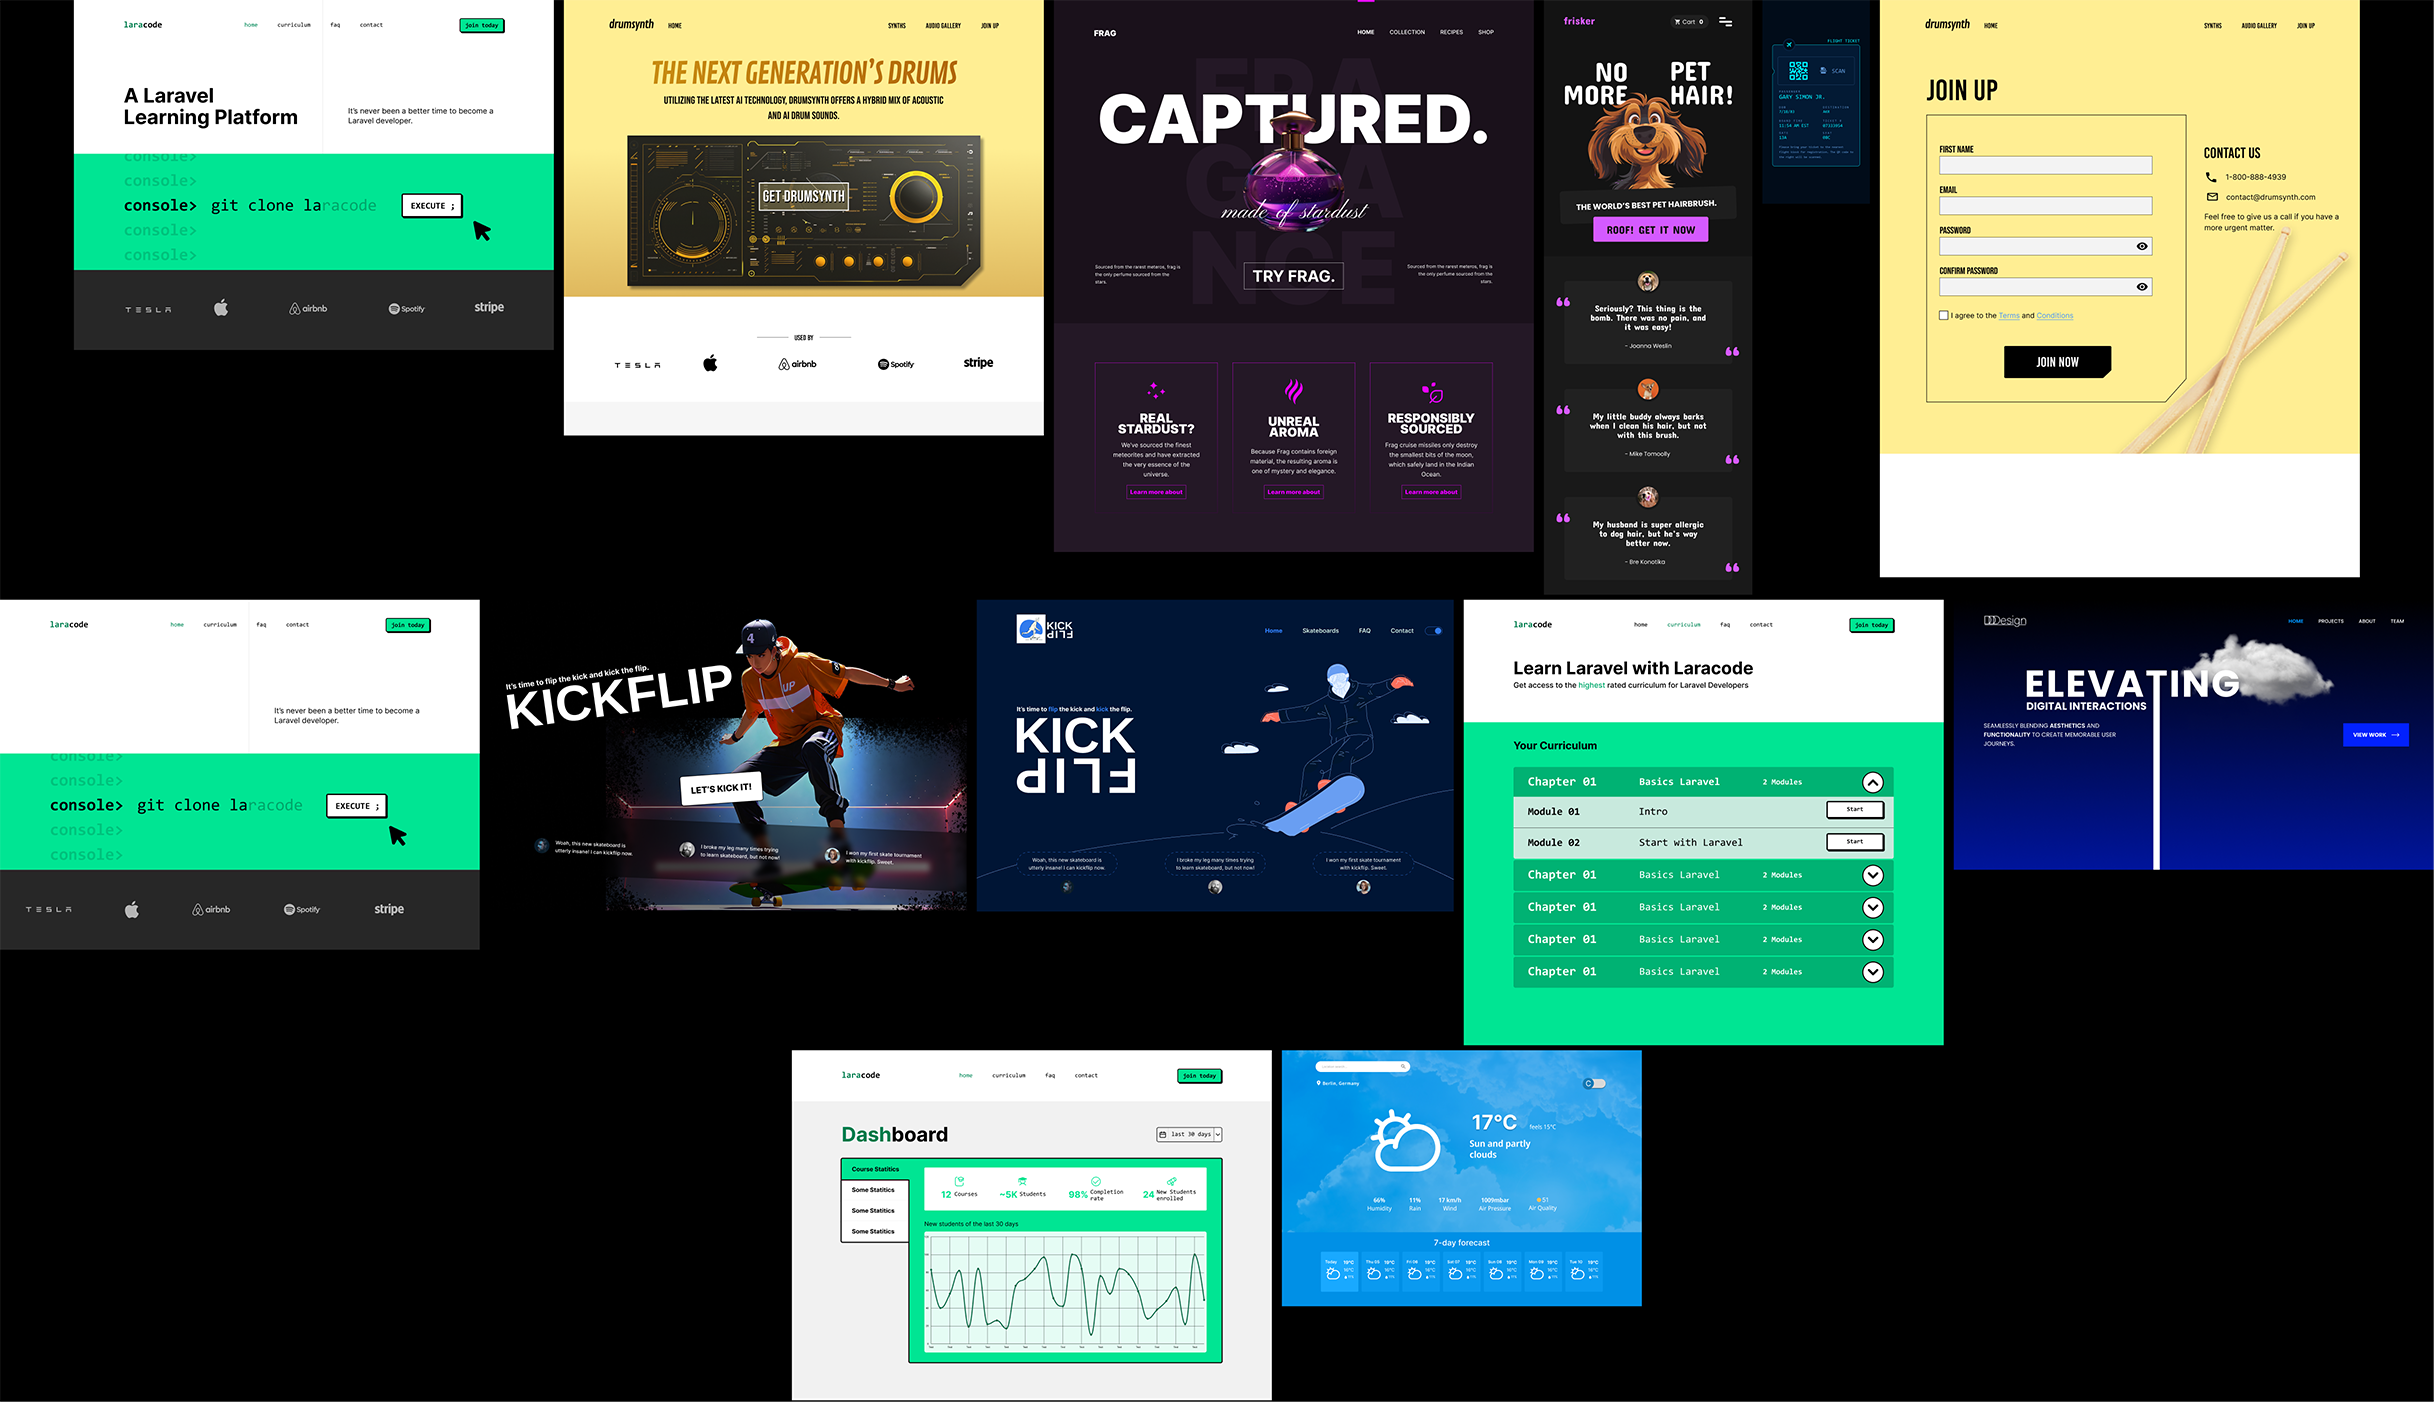 laracode
home curriculum faq contact
join today
A Laravel
Learning Platform
It's never been a better time to become a
Laravel developer.
console>
console>
console> git clone laracode
EXECUTE ;
console>
console>
TESLA
airbnb
Spotify
stripe
drumsynth HOME
SYNTHS AUDIO GALLERY JOIN UP
THE NEXT GENERATION'S DRUMS
UTILIZING THE LATEST AI TECHNOLOGY, DRUMSYNTH OFFERS A HYBRID MIX OF ACOUSTIC
AND AI DRUM SOUNDS.
GET DRUMSYNTH
USED BY
TESLA
airbnb
Spotify
stripe
FRAG
HOME COLLECTION RECIPES SHOP
FRA
GRA
NCE
CAPTURED.
made of stardust
Sourced from the rarest meteros, frag is
the only perfume sourced from the
stars.
TRY FRAG.
Sourced from the rarest meteros, frag is
the only perfume sourced from the
stars.
REAL
STARDUST?
We've sourced the finest
meteorites and have extracted
the very essence of the
universe.
Learn more about
UNREAL
AROMA
Because Frag contains foreign
material, the resulting aroma is
one of mystery and elegance.
Learn more about
RESPONSIBLY
SOURCED
Frag cruise missiles only destroy
the smallest bits of the moon,
which safely land in the Indian
Ocean.
Learn more about
frisker
Cart 0
NO PET
MORE HAIR!
THE WORLD'S BEST PET HAIRBRUSH.
ROOF! GET IT NOW
Seriously? This thing is the
bomb. There was no pain, and
it was easy!
- Joanna Weslin
My little buddy always barks
when I clean his hair, but not
with this brush.
- Mike Tomoolly
My husband is super allergic
to dog hair, but he's way
better now.
- Bre Konotika
FLIGHT TICKET
SCAN
GARY SIMON JR.
drumsynth HOME
SYNTHS AUDIO GALLERY JOIN UP
JOIN UP
FIRST NAME
EMAIL
PASSWORD
CONFIRM PASSWORD
I agree to the Terms and Conditions
JOIN NOW
CONTACT US
1-800-888-4939
contact@drumsynth.com
Feel free to give us a call if you have a
more urgent matter.
laracode
home curriculum faq contact
join today
It's never been a better time to become a
Laravel developer.
console>
console>
console> git clone laracode
EXECUTE ;
console>
console>
TESLA
airbnb
Spotify
stripe
4
UP
It's time to flip the kick and kick the flip.
KICKFLIP
LET'S KICK IT!
Woah, this new skateboard is
utterly insane! I can kickflip now.
I broke my leg many times trying
to learn skateboard, but not now!
I won my first skate tournament
with kickflip. Sweet.
KICK
FLIP
Home Skateboards FAQ Contact
It's time to flip the kick and kick the flip.
KICK
FLIP
Woah, this new skateboard is
utterly insane! I can kickflip now.
I broke my leg many times trying
to learn skateboard, but not now!
I won my first skate tournament
with kickflip. Sweet.
laracode
home curriculum faq contact
join today
Learn Laravel with Laracode
Get access to the highest rated curriculum for Laravel Developers
Your Curriculum
Chapter 01 Basics Laravel 2 Modules
Module 01 Intro Start
Module 02 Start with Laravel Start
Chapter 01 Basics Laravel 2 Modules
Chapter 01 Basics Laravel 2 Modules
Chapter 01 Basics Laravel 2 Modules
Chapter 01 Basics Laravel 2 Modules
DDDesign
HOME PROJECTS ABOUT TEAM
ELEVATING
DIGITAL INTERACTIONS
SEAMLESSLY BLENDING AESTHETICS AND
FUNCTIONALITY TO CREATE MEMORABLE USER
JOURNEYS.
VIEW WORK
laracode
home curriculum faq contact
join today
Dashboard
last 30 days
Course Statitics
Some Statitics
Some Statitics
Some Statitics
12 Courses
~5K Students
98% Completion
rate
24 New Students
enrolled
New students of the last 30 days
Berlin, Germany
C
17°C
feels 15°C
Sun and partly
clouds
66% 11% 17 km/h 1009mbar 51
Humidity Rain Wind Air Pressure Air Quality
7-day forecast
Today 19°C
Thu 05 19°C
Fri 06 19°C
Sat 07 19°C
Sun 08 19°C
Mon 09 19°C
Tue 10 19°C